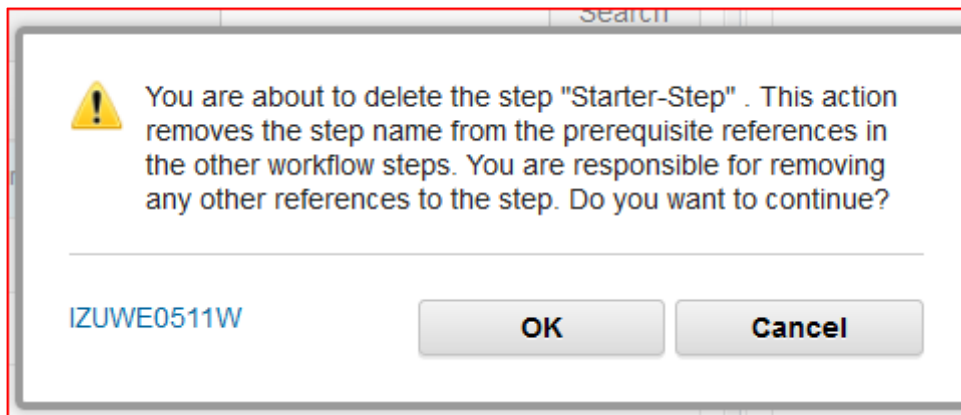 Search
You are about to delete the step "Starter-Step" . This action
removes the step name from the prerequisite references in
the other workflow steps. You are responsible for removing
any other references to the step. Do you want to continue?
IZUWE0511W
OK
Cancel